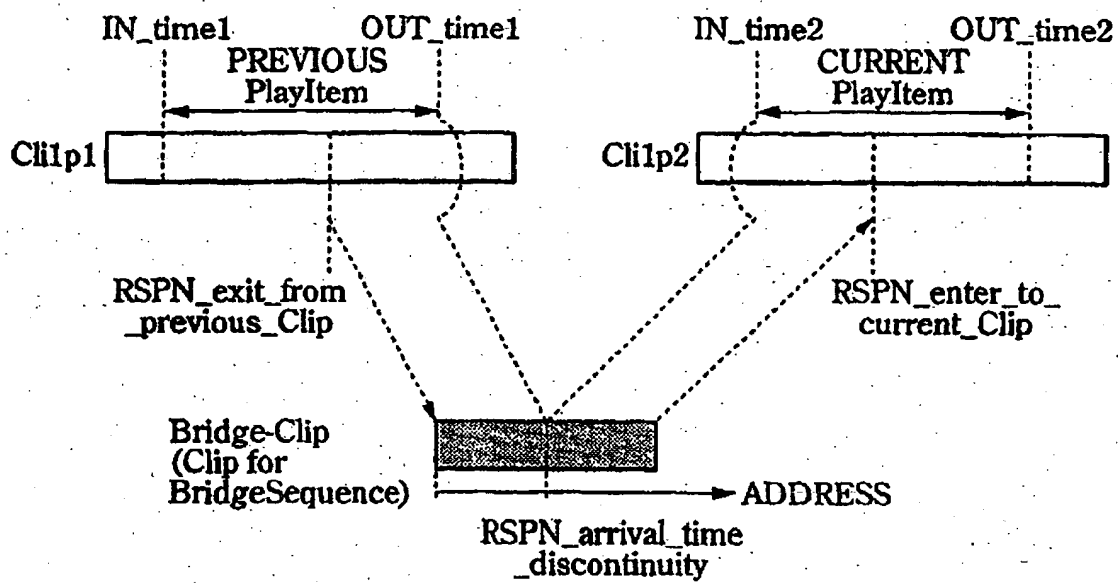 IN_time1
OUT_time1
IN_time2
OUT_time2
PREVIOUS
PlayItem
CURRENT
PlayItem
Cli1p1
Cli1p2
RSPN_exit_from
_previous_Clip
RSPN_enter_to_
current_Clip
Bridge-Clip
(Clip for
BridgeSequence)
ADDRESS
RSPN_arrival_time
_discontinuity